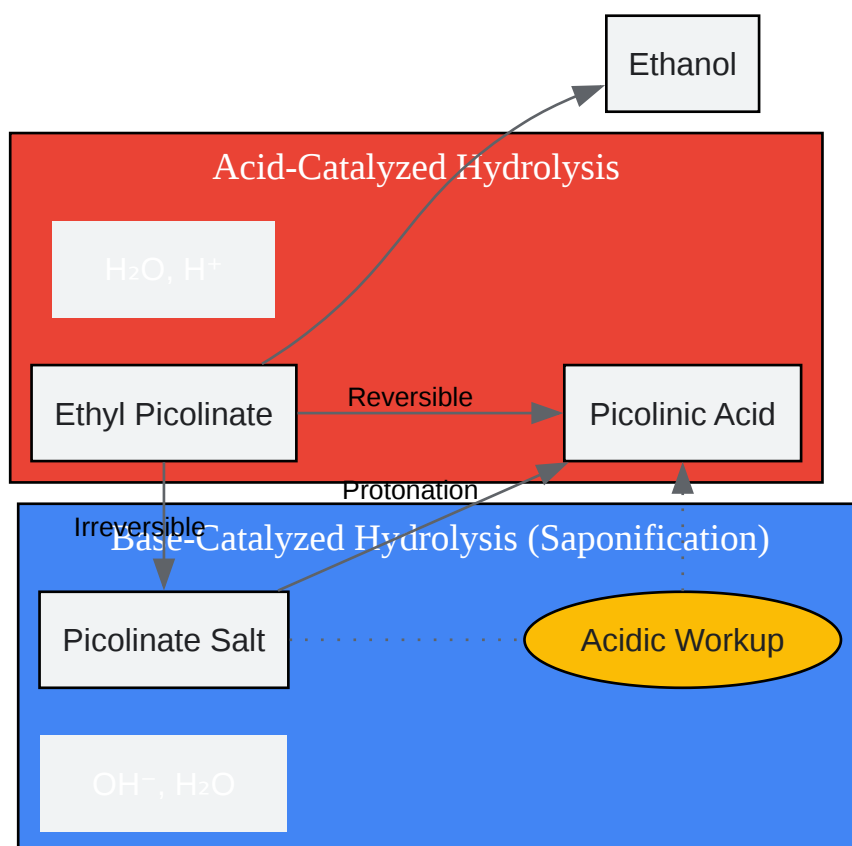 Ethanol
Acid-Catalyzed Hydrolysis
H₂O, H⁺
Ethyl Picolinate
Reversible
Picolinic Acid
Protonation
Irreversible
Base-Catalyzed Hydrolysis (Saponification)
Picolinate Salt
Acidic Workup
OH⁻, H₂O